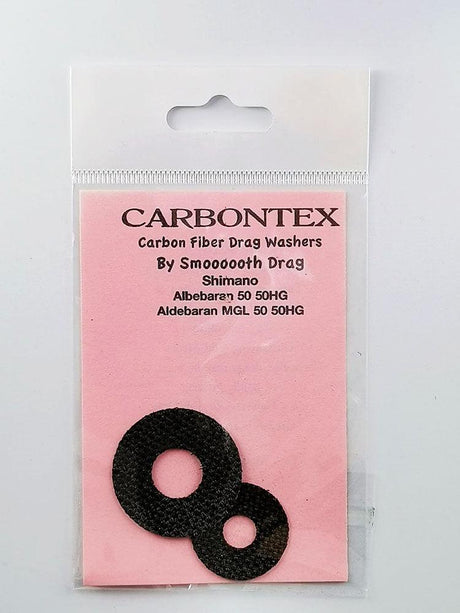 CARBONTEX
Carbon Fiber Drag Washers
By Smoooooth Drag
Shimano
Albebaran 50 50HG
Aldebaran MGL 50 50HG